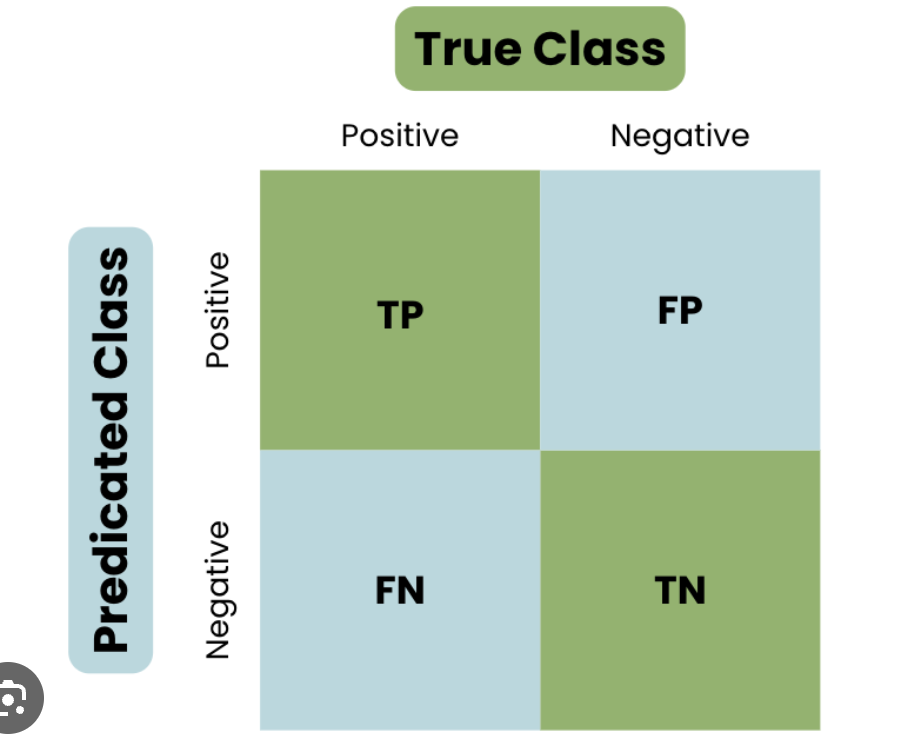 True Class
Positive Negative
Predicated Class
Positive
TP FP
Negative
FN TN